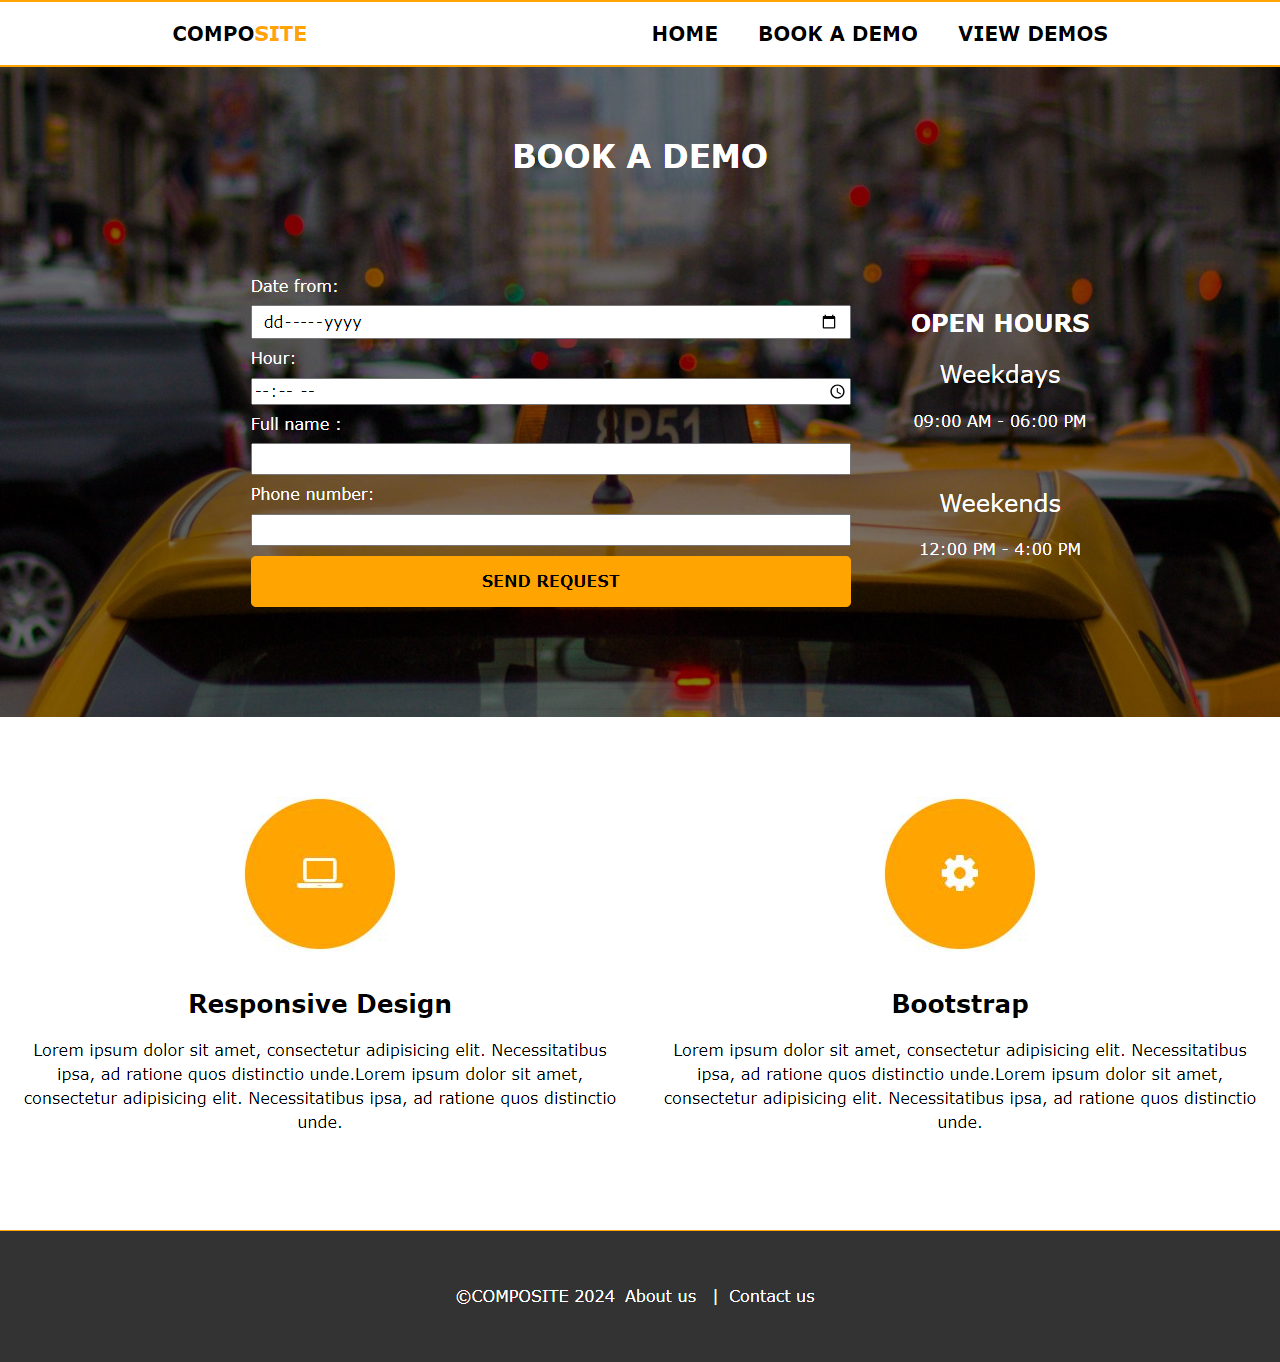 COMPOSITE
HOME BOOK A DEMO VIEW DEMOS
BOOK A DEMO
Date from:
dd-----yyyy
Hour:
--:-- --
Full name :
Phone number:
SEND REQUEST
OPEN HOURS
Weekdays
09:00 AM - 06:00 PM
Weekends
12:00 PM - 4:00 PM
8P51
4N73
Responsive Design
Lorem ipsum dolor sit amet, consectetur adipisicing elit. Necessitatibus
ipsa, ad ratione quos distinctio unde.Lorem ipsum dolor sit amet,
consectetur adipisicing elit. Necessitatibus ipsa, ad ratione quos distinctio
unde.
Bootstrap
Lorem ipsum dolor sit amet, consectetur adipisicing elit. Necessitatibus
ipsa, ad ratione quos distinctio unde.Lorem ipsum dolor sit amet,
consectetur adipisicing elit. Necessitatibus ipsa, ad ratione quos distinctio
unde.
©COMPOSITE 2024 About us | Contact us